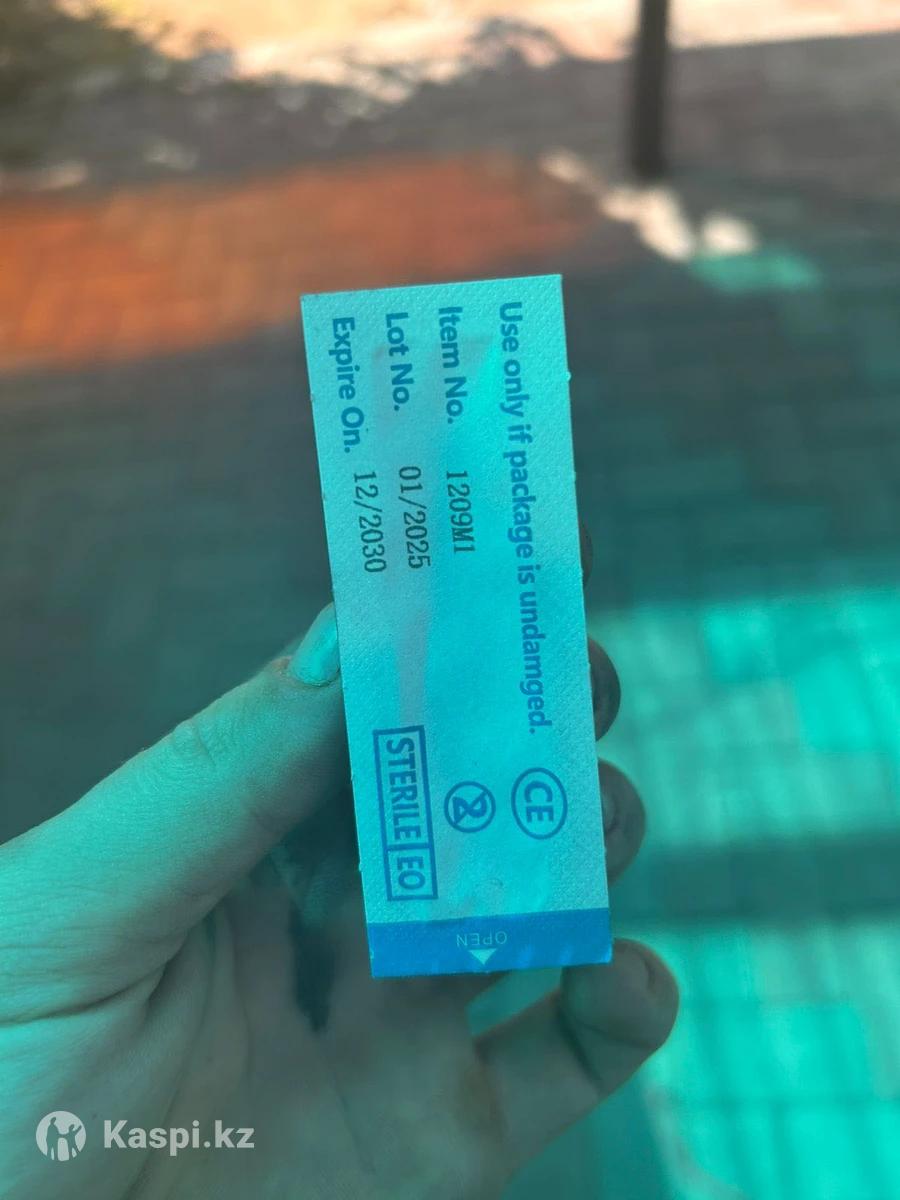 Use only if package is undamged.
Item No. 1209M1
Lot No. 01/2025
Expire On. 12/2030
CE
2
STERILE EO
OPEN
Kaspi.kz